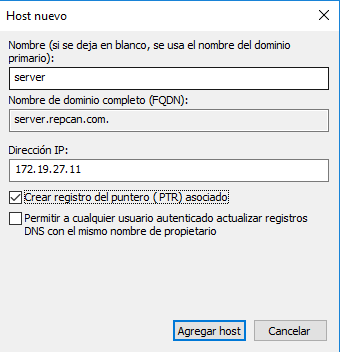 Host nuevo
Nombre (si se deja en blanco, se usa el nombre del dominio
primario):
server
Nombre de dominio completo (FQDN):
server.repcan.com.
Dirección IP:
172.19.27.11
Crear registro del puntero (PTR) asociado
Permitir a cualquier usuario autenticado actualizar registros
DNS con el mismo nombre de propietario
Agregar host
Cancelar